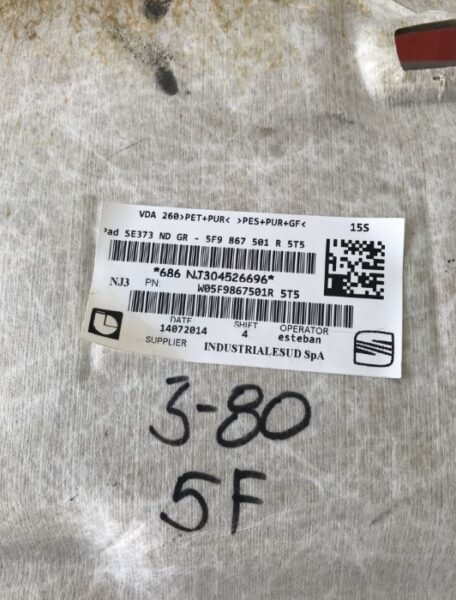 VDA 260>PET+PUR< >PES+PUR+GF< 15S
Pad SE373 ND GR - 5F9 867 501 R 5T5
*686 NJ304526696*
NJ3 PN: W05F9867501R 5T5
DATE SHIFT OPERATOR
14072014 4 esteban
SUPPLIER INDUSTRIALESUD SpA
3-80
5F